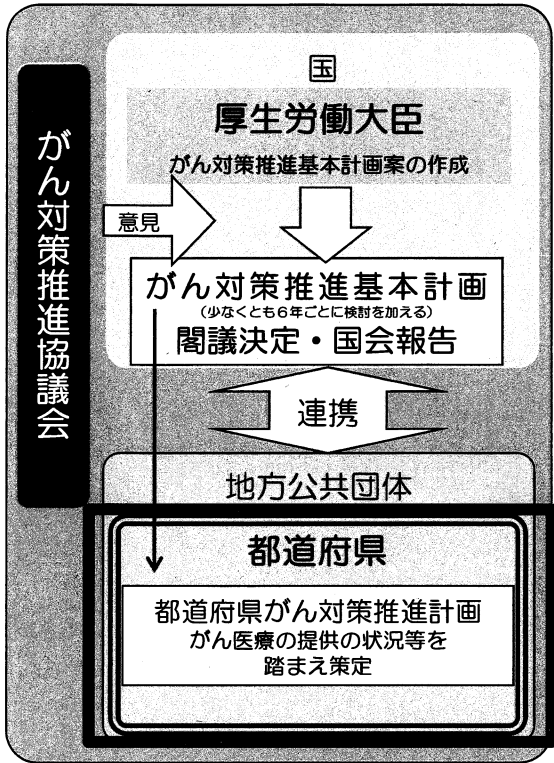 国
厚生労働大臣
がん対策推進基本計画案の作成
がん対策推進協議会
意見
がん対策推進基本計画
（少なくとも6年ごとに検討を加える）
閣議決定・国会報告
連携
地方公共団体
都道府県
都道府県がん対策推進計画
がん医療の提供の状況等を
踏まえ策定